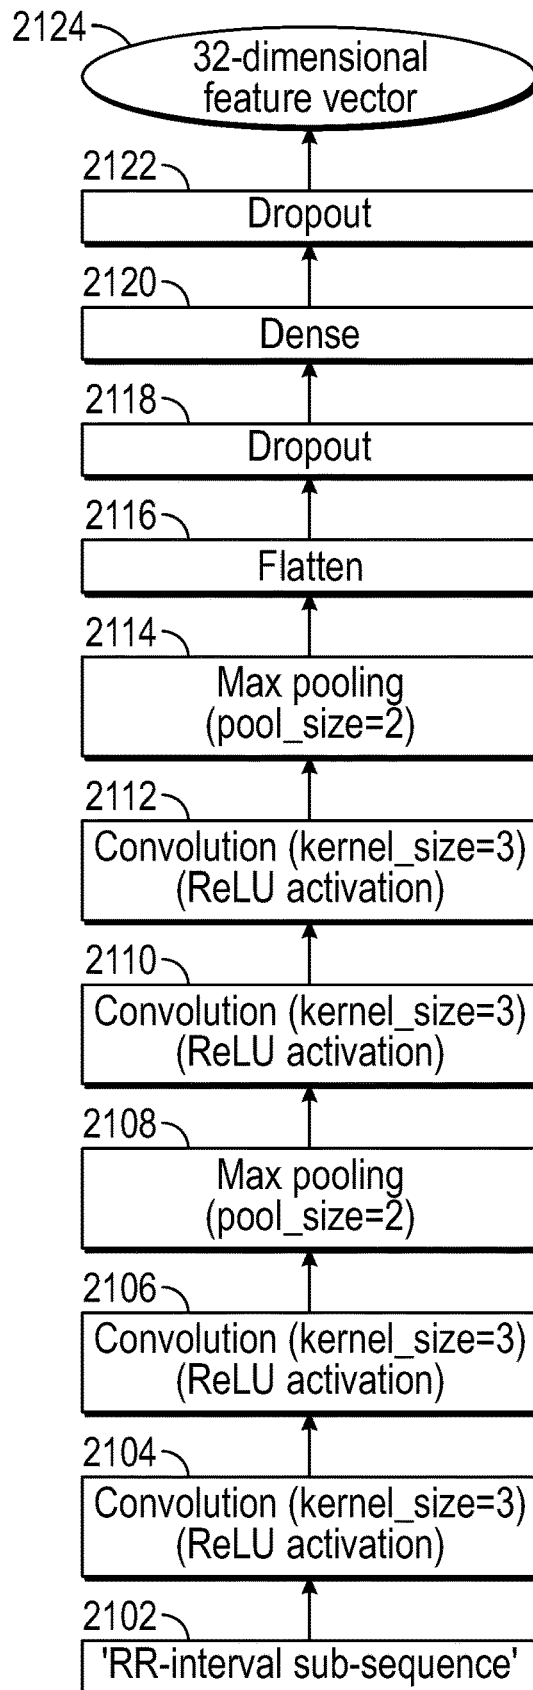 2124
32-dimensional
feature vector
2122
Dropout
2120
Dense
2118
Dropout
2116
Flatten
2114
Max pooling
(pool_size=2)
2112
Convolution (kernel_size=3)
(ReLU activation)
2110
Convolution (kernel_size=3)
(ReLU activation)
2108
Max pooling
(pool_size=2)
2106
Convolution (kernel_size=3)
(ReLU activation)
2104
Convolution (kernel_size=3)
(ReLU activation)
2102
'RR-interval sub-sequence'